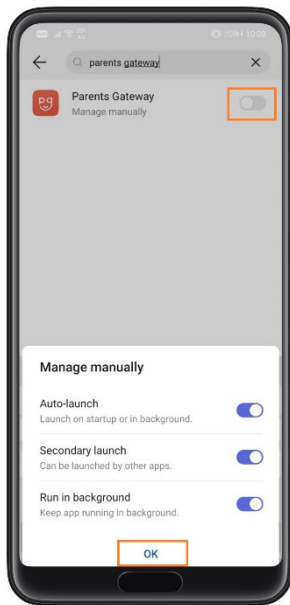 parents gateway
Parents Gateway
Manage manually
Manage manually
Auto-launch
Launch on startup or in background.
Secondary launch
Can be launched by other apps.
Run in background
Keep app running in background.
OK